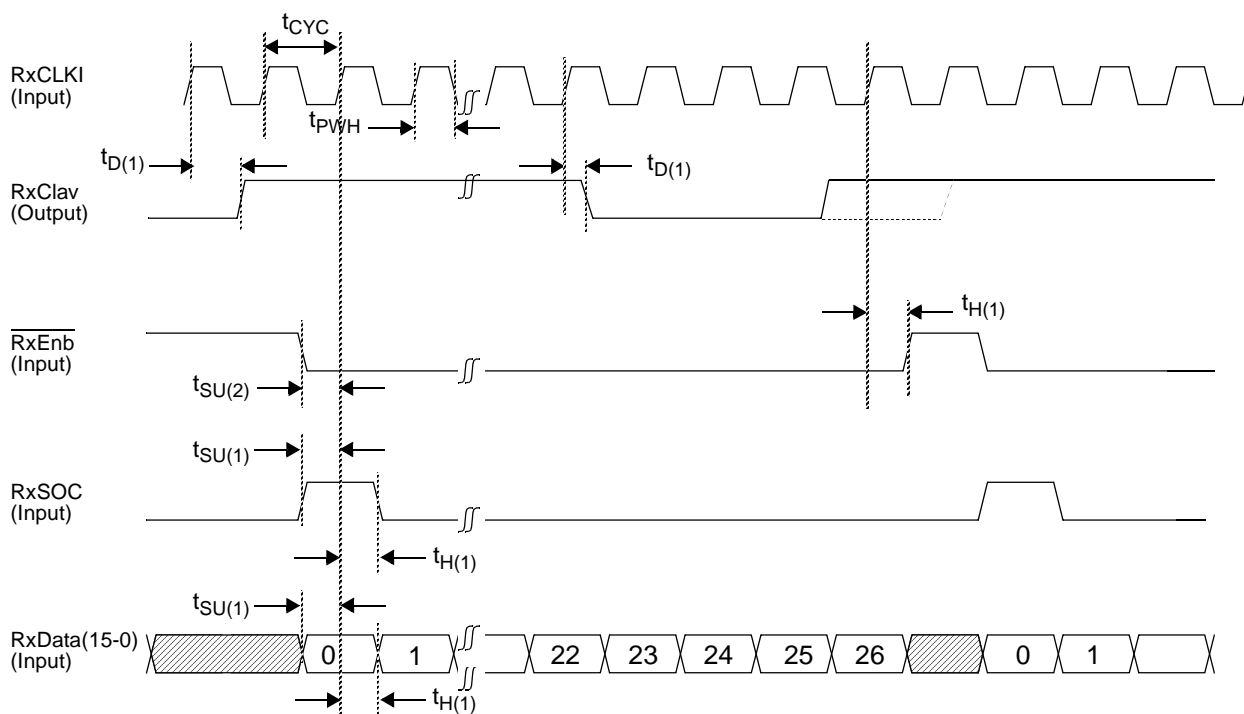 tCYC
RxCLKI
(Input)
tPWH
tD(1)
tD(1)
RxClav
(Output)
tH(1)
RxEnb
(Input)
tSU(2)
tSU(1)
RxSOC
(Input)
tH(1)
tSU(1)
RxData(15-0)
(Input)
0 1 22 23 24 25 26 0 1
tH(1)